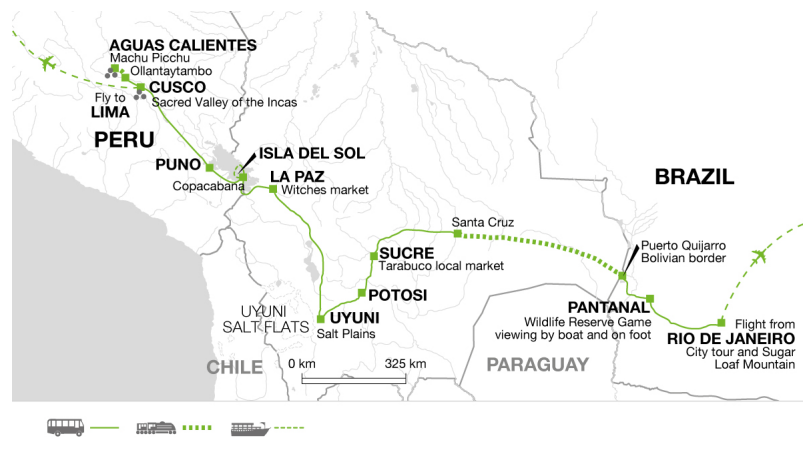 AGUAS CALIENTES
Machu Picchu
Ollantaytambo
CUSCO
Sacred Valley of the Incas
Fly to
LIMA
PERU
PUNO
ISLA DEL SOL
Copacabana
LA PAZ
Witches market
BRAZIL
Santa Cruz
SUCRE
Tarabuco local market
Puerto Quijarro
Bolivian border
POTOSI
UYUNI
SALT FLATS
UYUNI
Salt Plains
PANTANAL
Wildlife Reserve Game
viewing by boat and on foot
Flight from
RIO DE JANEIRO
City tour and Sugar
Loaf Mountain
CHILE
0 km
325 km
PARAGUAY